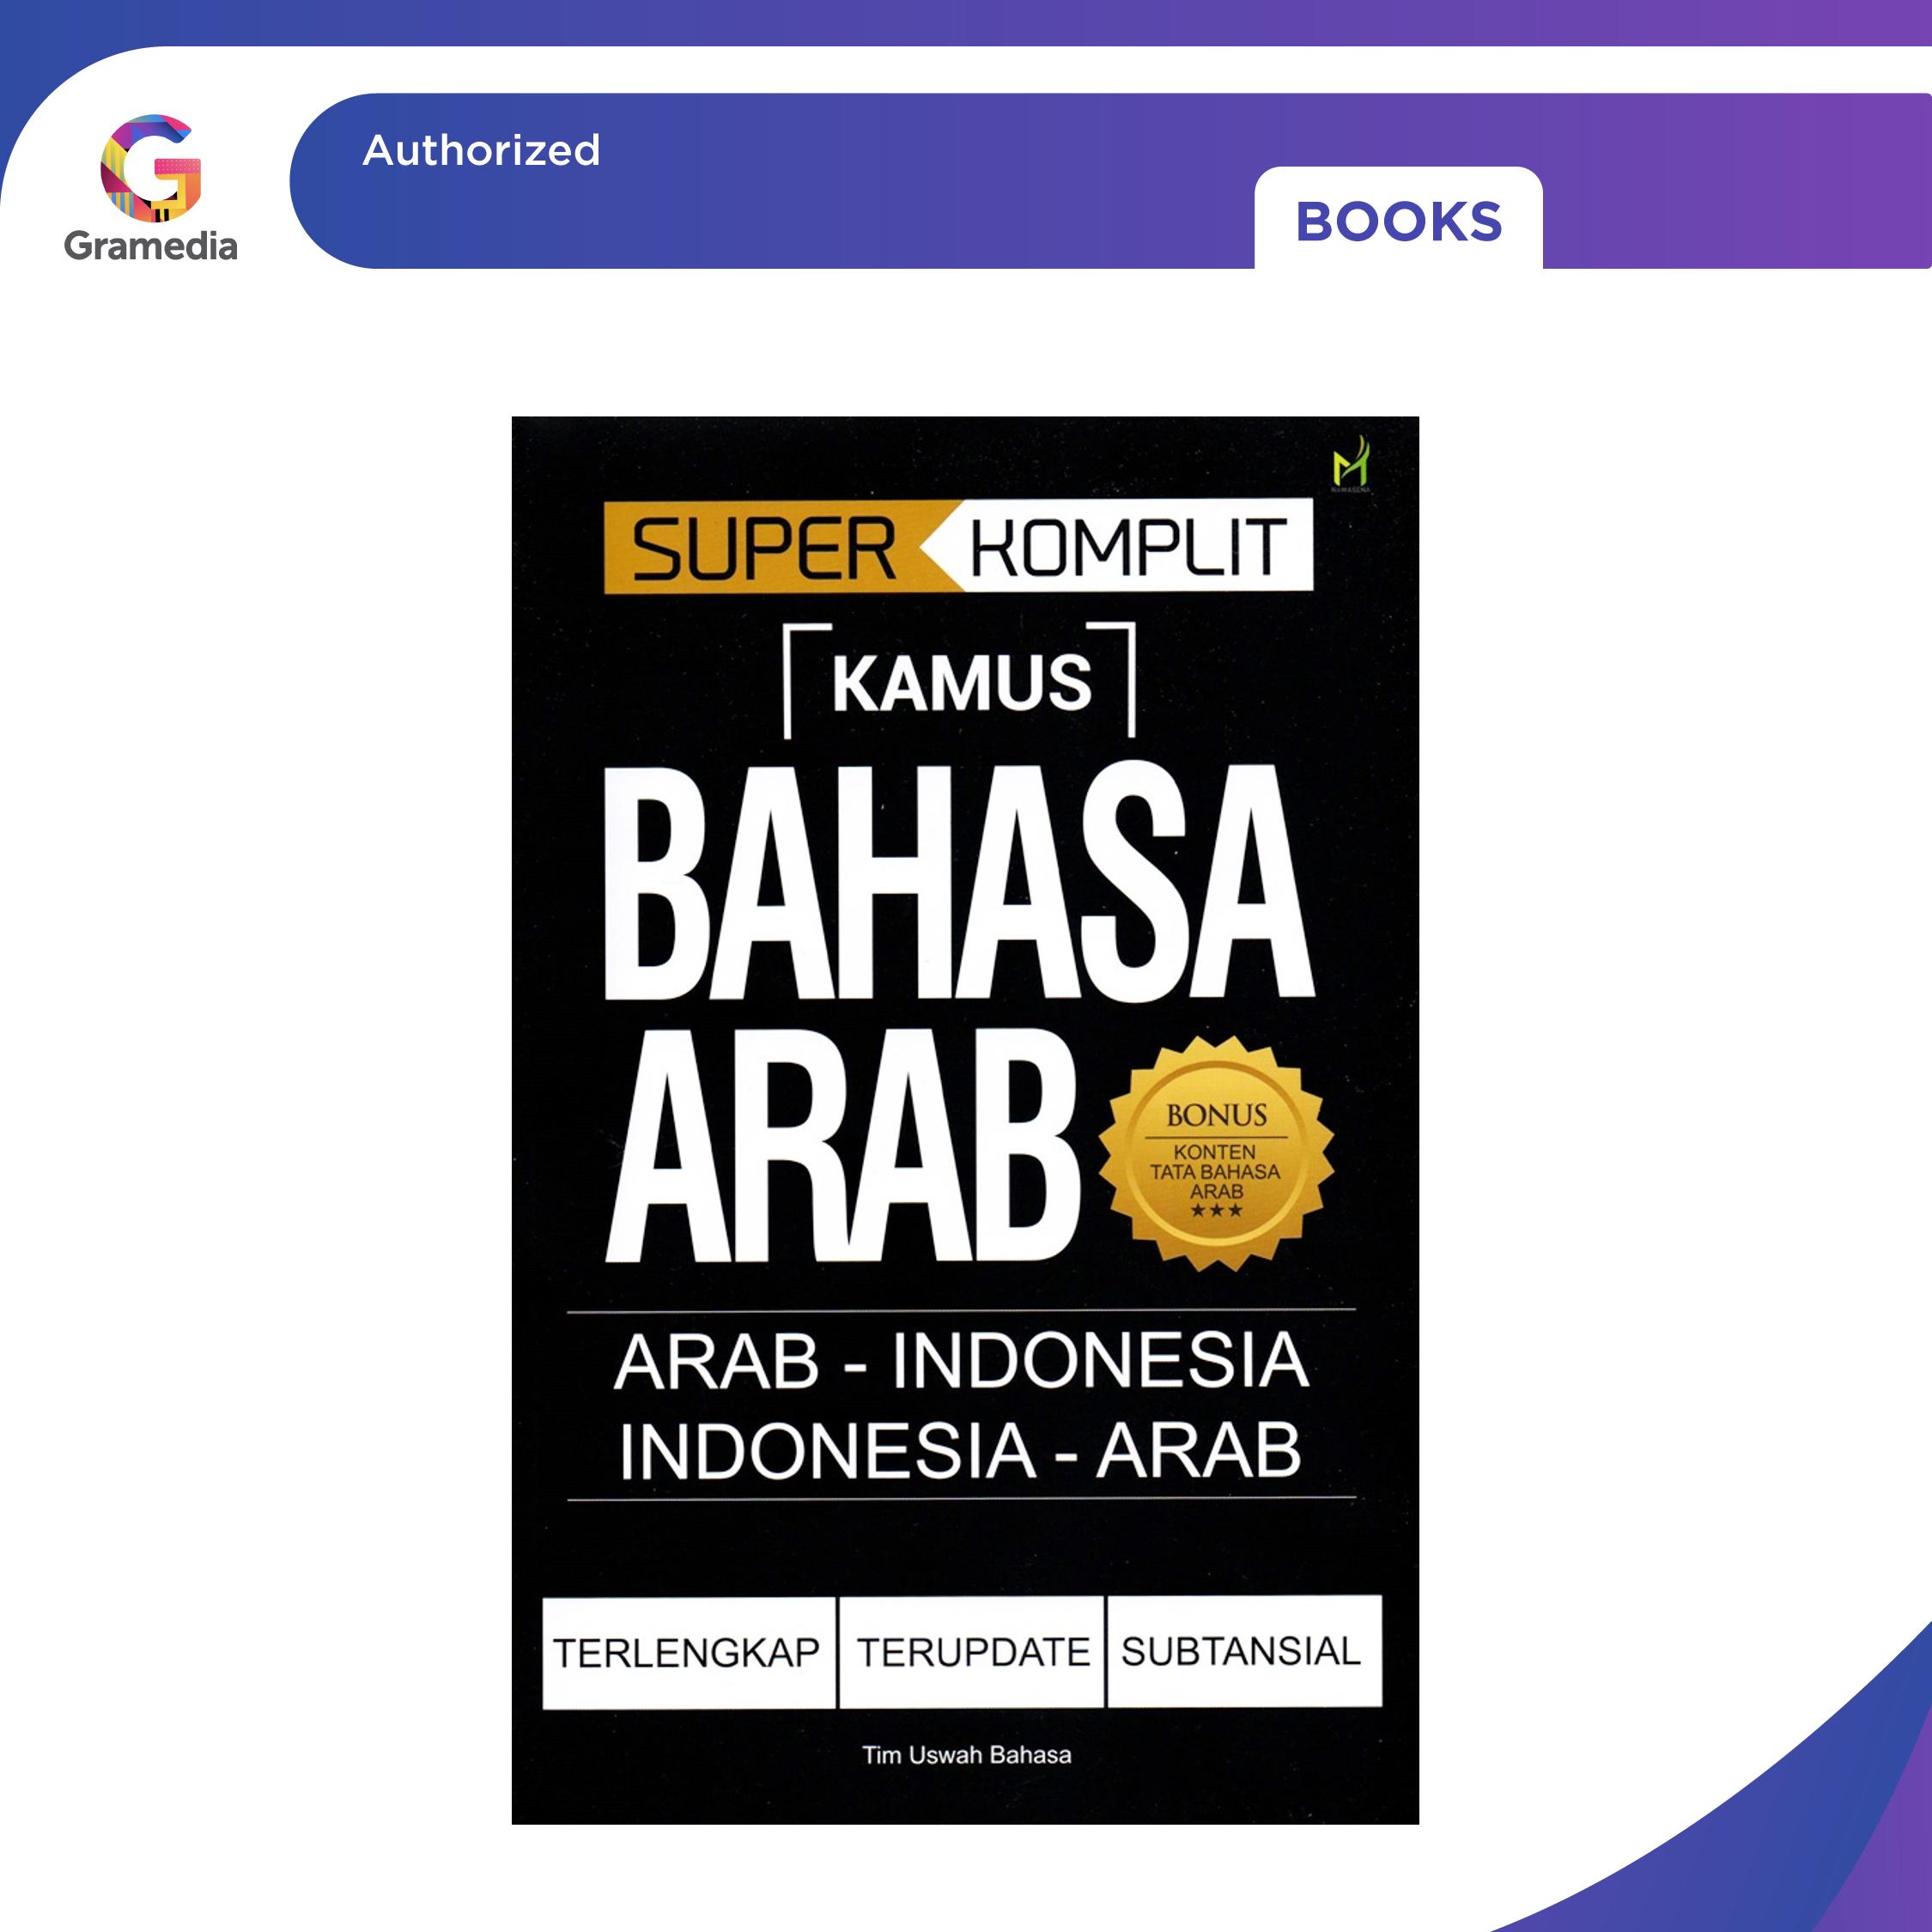 Gramedia
Authorized
BOOKS
SUPER KOMPLIT
KAMUS
BAHASA
ARAB
BONUS
KONTEN
TATA BAHASA
ARAB
ARAB - INDONESIA
INDONESIA - ARAB
TERLENGKAP TERUPDATE SUBTANSIAL
Tim Uswah Bahasa